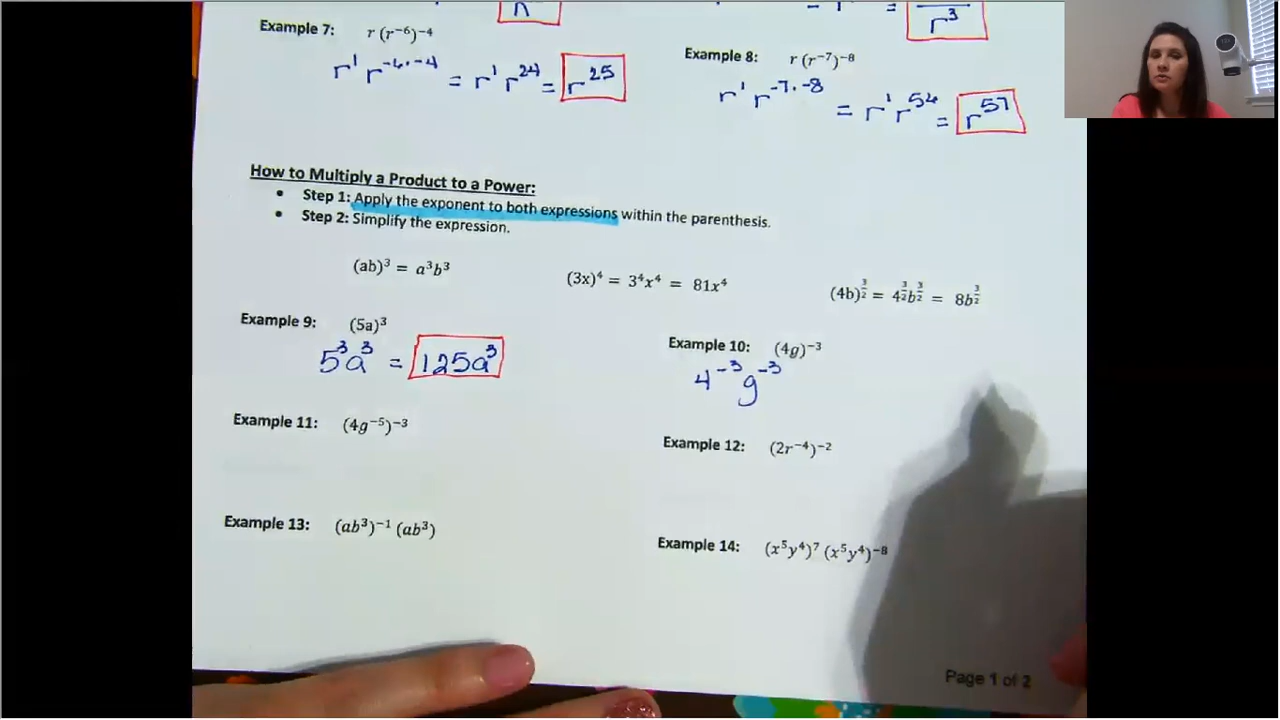 Example 7: r (r⁻⁶)⁻⁴
r¹ r⁻⁶·⁻⁴ = r¹ r²⁴ = r²⁵
= r³
Example 8: r (r⁻⁷)⁻⁸
r¹ r⁻⁷·⁻⁸ = r¹ r⁵⁶ = r⁵⁷
How to Multiply a Product to a Power:
• Step 1: Apply the exponent to both expressions within the parenthesis.
• Step 2: Simplify the expression.
(ab)³ = a³b³
(3x)⁴ = 3⁴x⁴ = 81x⁴
(4b)^(3/2) = 4^(3/2)b^(3/2) = 8b^(3/2)
Example 9: (5a)³
5³a³ = 125a³
Example 10: (4g)⁻³
4⁻³ g⁻³
Example 11: (4g⁻⁵)⁻³
Example 12: (2r⁻⁴)⁻²
Example 13: (ab³)⁻¹ (ab³)
Example 14: (x⁵y⁴)⁷ (x⁵y⁴)⁻⁸
Page 1 of 2